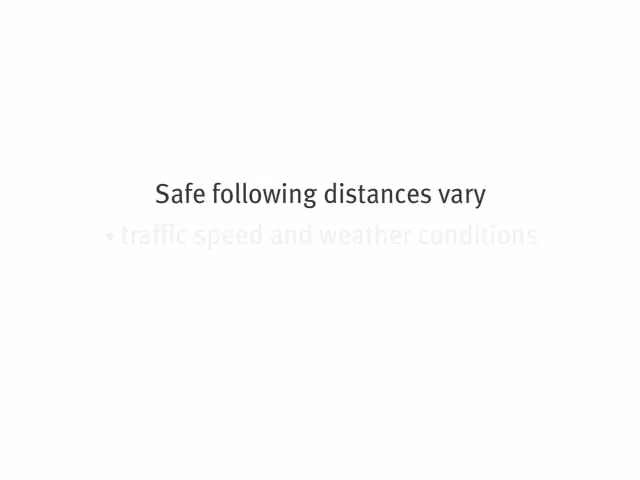 Safe following distances vary
• traffic speed and weather conditions